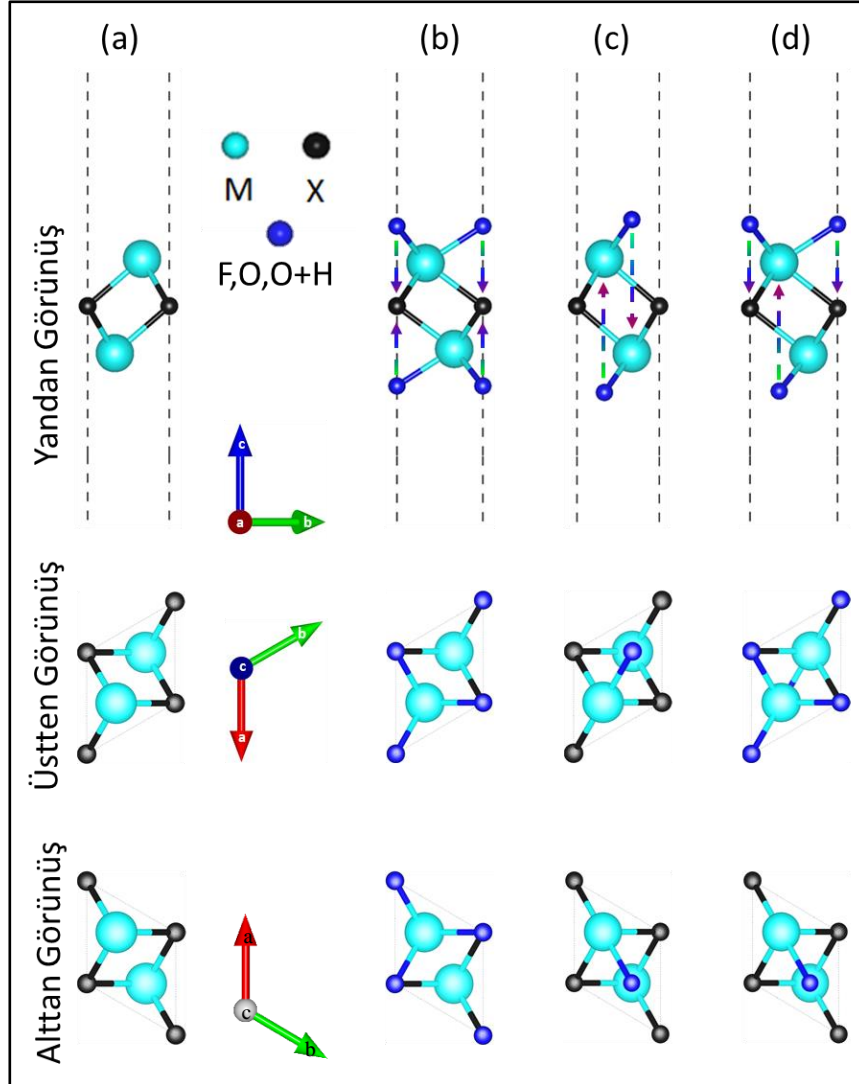 (a)
(b)
(c)
(d)
M
X
F,O,O+H
Yandan Görünüş
c
a
b
Üstten Görünüş
b
c
a
Alttan Görünüş
a
c
b